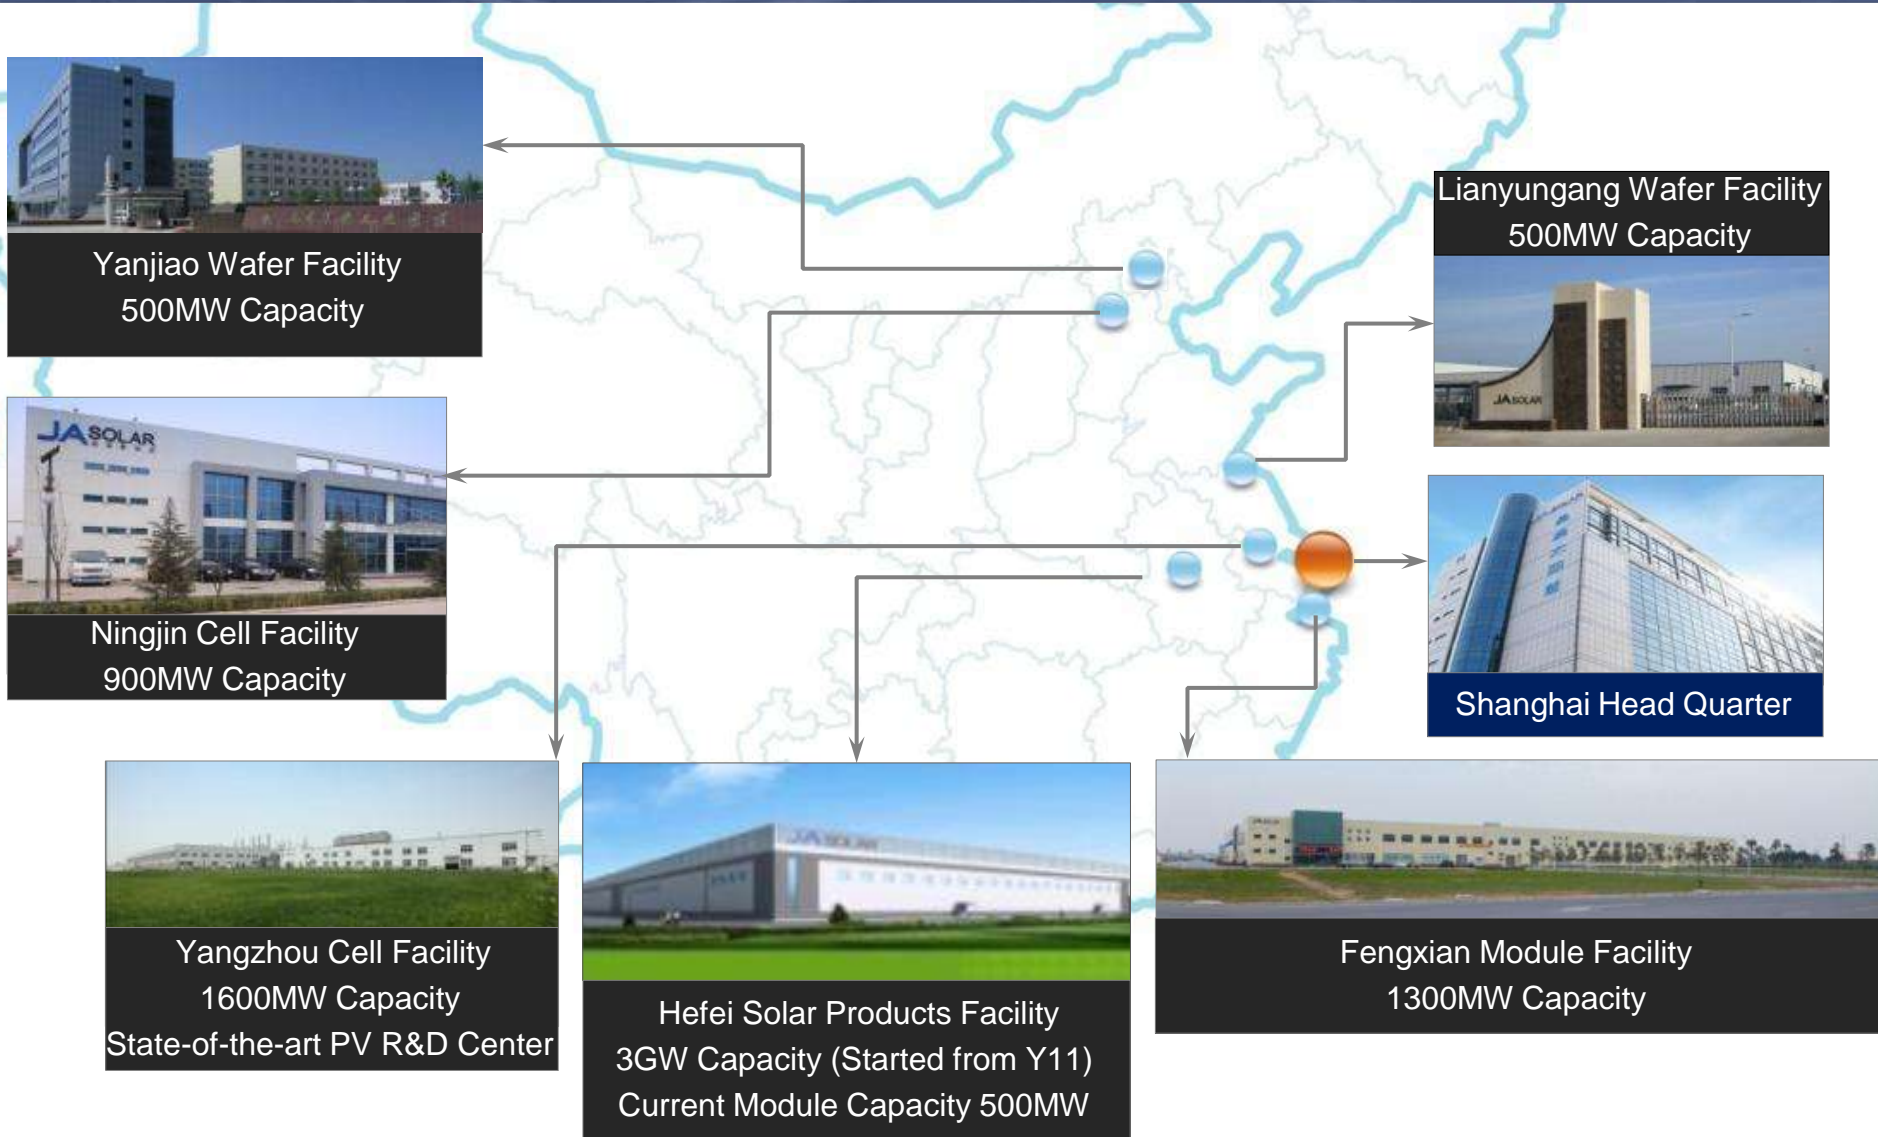 Yanjiao Wafer Facility
500MW Capacity
Lianyungang Wafer Facility
500MW Capacity
JA SOLAR
JA SOLAR
Ningjin Cell Facility
900MW Capacity
Shanghai Head Quarter
Yangzhou Cell Facility
1600MW Capacity
State-of-the-art PV R&D Center
JA SOLAR
Hefei Solar Products Facility
3GW Capacity (Started from Y11)
Current Module Capacity 500MW
Fengxian Module Facility
1300MW Capacity